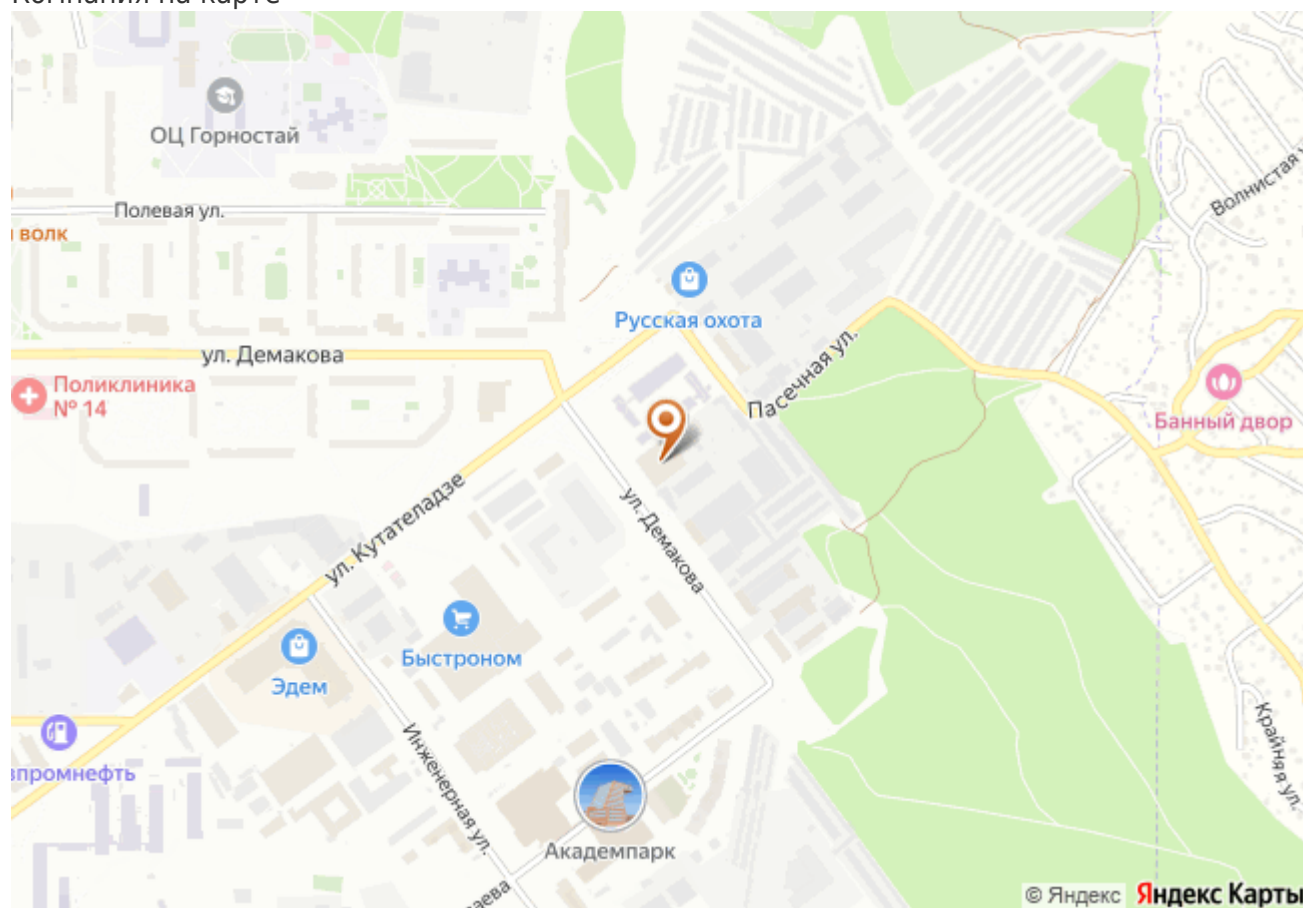 ОЦ Горностай
Полевая ул.
волк
Волнистая
Русская охота
ул. Демакова
Поликлиника
№ 14
Пасечная ул.
Банный двор
ул. Кутателадзе
ул. Демакова
Быстроном
Эдем
Инженерная ул.
Крайняя ул.
впромнефть
Академпарк
© Яндекс Яндекс Карты